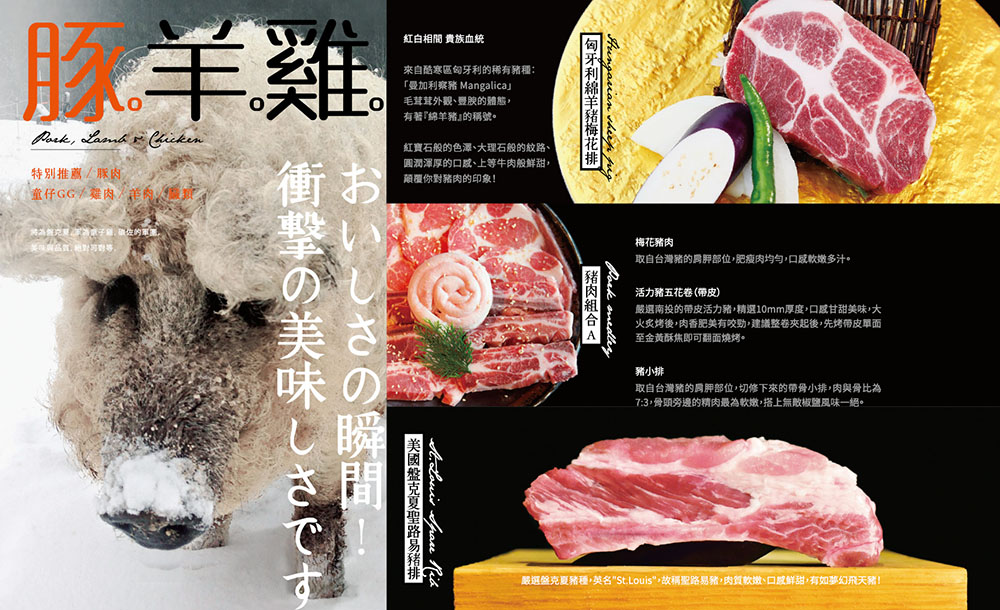 豚。羊。雞。
Pork, Lamb & Chicken
特別推薦 / 豚肉
童仔GG / 雞肉 / 羊肉 /
おいしさの瞬間!
衝撃の美味しさです
紅白相間 貴族血統
來自酷寒區匈牙利的稀有豬種:
「曼加利察豬 Mangalica」
毛茸茸外觀、豐腴的體態,
有著『綿羊豬』的稱號。
紅寶石般的色澤、大理石般的紋路、
圓潤渾厚的口感、上等牛肉般鮮甜,
顛覆你對豬肉的印象!
匈牙利綿羊豬梅花排
Hungarian sheep pig
豬肉組合 A
Pork medley
梅花豬肉
取自台灣豬的肩胛部位,肥瘦肉均勻,口感軟嫩多汁。
活力豬五花卷(帶皮)
嚴選南投的帶皮活力豬,精選10mm厚度,口感甘甜美味,大
火炙烤後,肉香肥美有咬勁,建議整卷夾起後,先烤帶皮單面
至金黃酥焦即可翻面燒烤。
豬小排
取自台灣豬的肩胛部位,切修下來的帶骨小排,肉與骨比為
7:3,骨頭旁邊的精肉最為軟嫩,搭上無敵椒鹽風味一絕。
美國盤克夏聖路易豬排
St.Louis Spare Rib
嚴選盤克夏豬種,英名"St.Louis",故稱聖路易豬,肉質軟嫩、口感鮮甜,有如夢幻飛天豬!